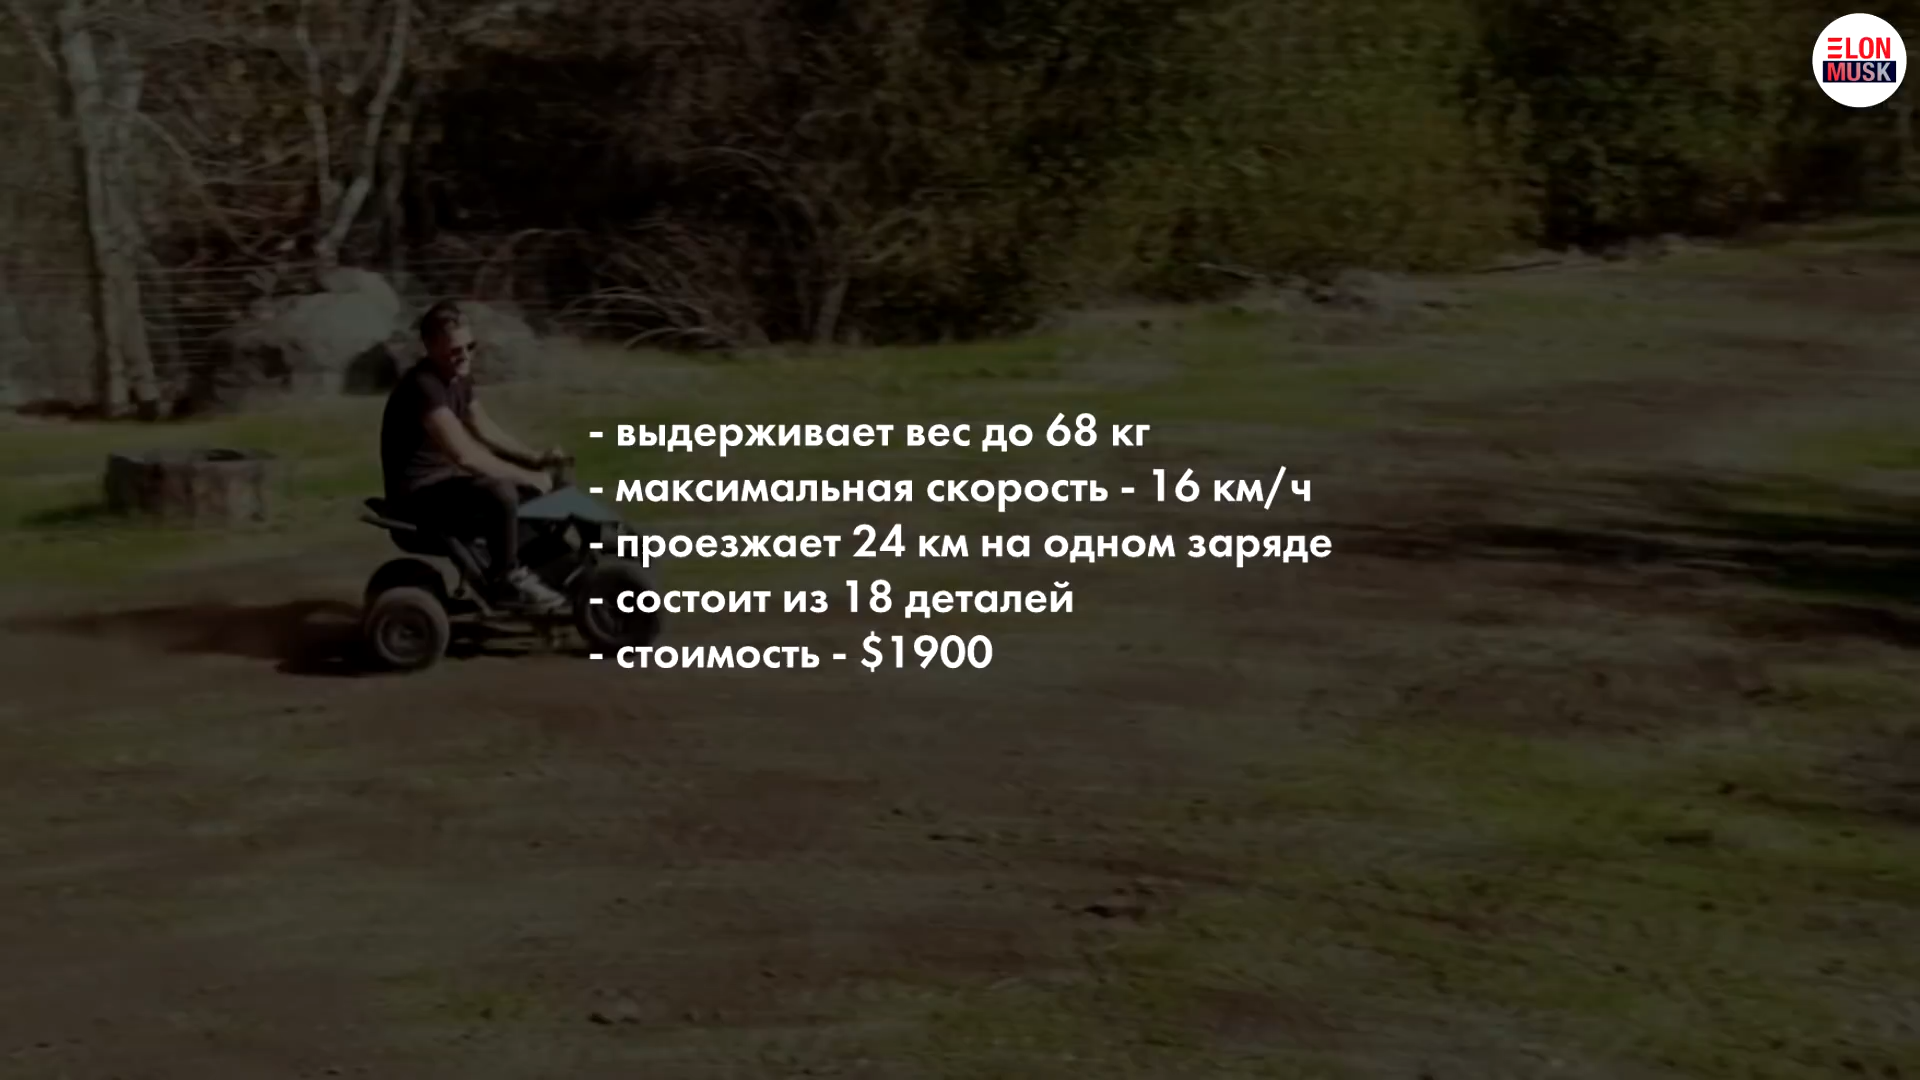 ELON
MUSK
- выдерживает вес до 68 кг
- максимальная скорость - 16 км/ч
- проезжает 24 км на одном заряде
- состоит из 18 деталей
- стоимость - $1900